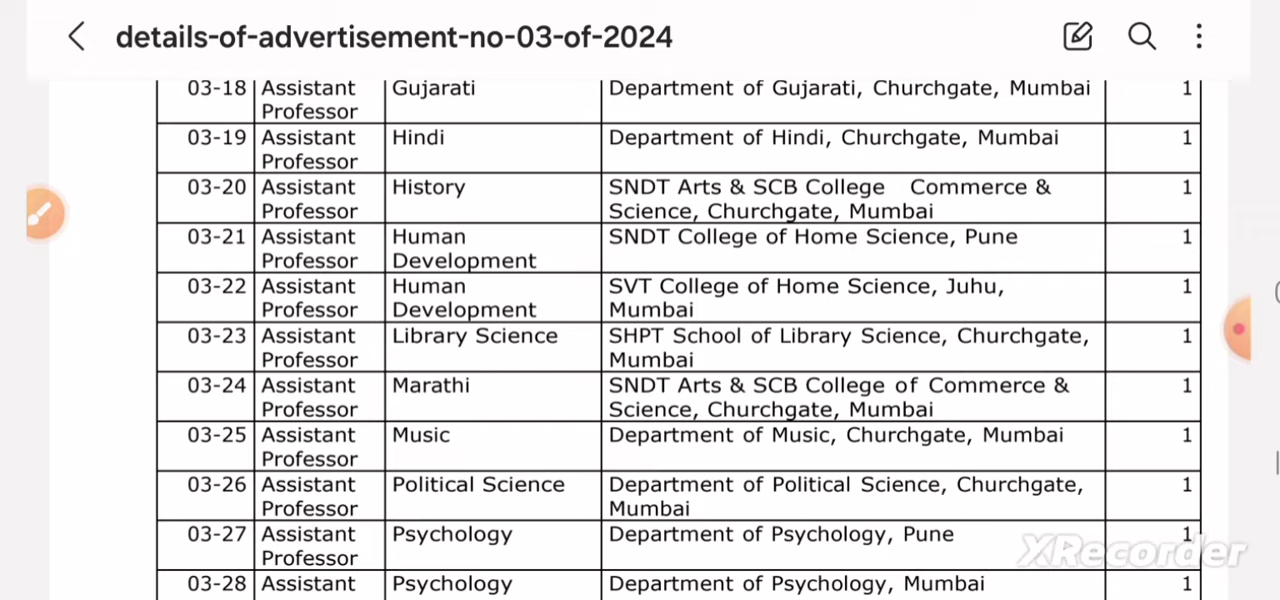 details-of-advertisement-no-03-of-2024
03-18 Assistant Gujarati Department of Gujarati, Churchgate, Mumbai 1
Professor
03-19 Assistant Hindi Department of Hindi, Churchgate, Mumbai 1
Professor
03-20 Assistant History SNDT Arts & SCB College Commerce & 1
Professor Science, Churchgate, Mumbai
03-21 Assistant Human SNDT College of Home Science, Pune 1
Professor Development
03-22 Assistant Human SVT College of Home Science, Juhu, 1
Professor Development Mumbai
03-23 Assistant Library Science SHPT School of Library Science, Churchgate, 1
Professor Mumbai
03-24 Assistant Marathi SNDT Arts & SCB College of Commerce & 1
Professor Science, Churchgate, Mumbai
03-25 Assistant Music Department of Music, Churchgate, Mumbai 1
Professor
03-26 Assistant Political Science Department of Political Science, Churchgate, 1
Professor Mumbai
03-27 Assistant Psychology Department of Psychology, Pune 1
Professor
XRecorder
03-28 Assistant Psychology Department of Psychology, Mumbai 1